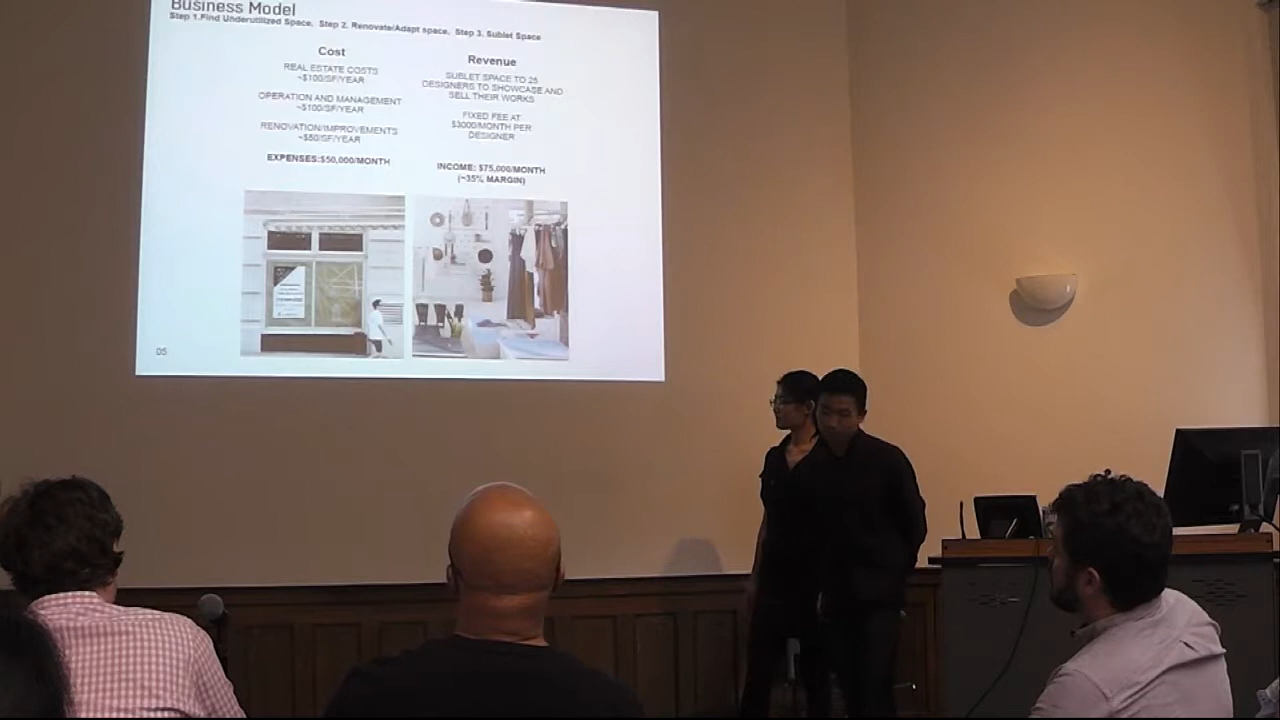 Business Model
Step 1.Find Underutilized Space, Step 2. Renovate/Adapt space, Step 3. Sublet Space
Cost
REAL ESTATE COSTS
~$100/SF/YEAR
OPERATION AND MANAGEMENT
~$100/SF/YEAR
RENOVATION/IMPROVEMENTS
~$50/SF/YEAR
EXPENSES:$50,000/MONTH
Revenue
SUBLET SPACE TO 25
DESIGNERS TO SHOWCASE AND
SELL THEIR WORKS
FIXED FEE AT
$3000/MONTH PER
DESIGNER
INCOME: $75,000/MONTH
(~35% MARGIN)
05